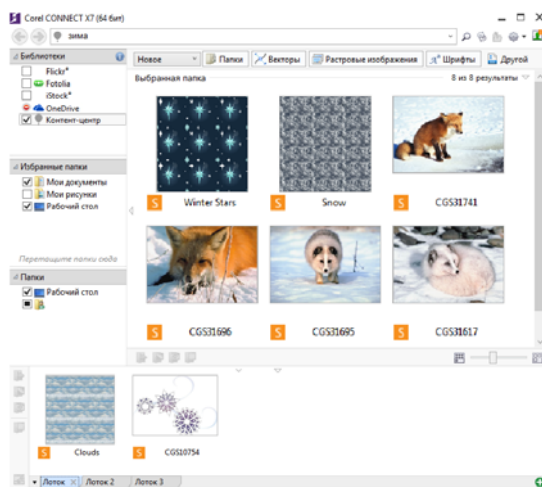 Corel CONNECT X7 (64 бит)
зима
Библиотеки
Flickr*
Fotolia
iStock*
OneDrive
Контент-центр
Избранные папки
Мои документы
Мои рисунки
Рабочий стол
Перетащите папки сюда
Папки
Рабочий стол
Новое Папки Векторы Растровые изображения Шрифты Другой
Выбранная папка 8 из 8 результаты
Winter Stars Snow CGS31741
CGS31696 CGS31695 CGS31617
Clouds CGS10754
Лоток Лоток 2 Лоток 3